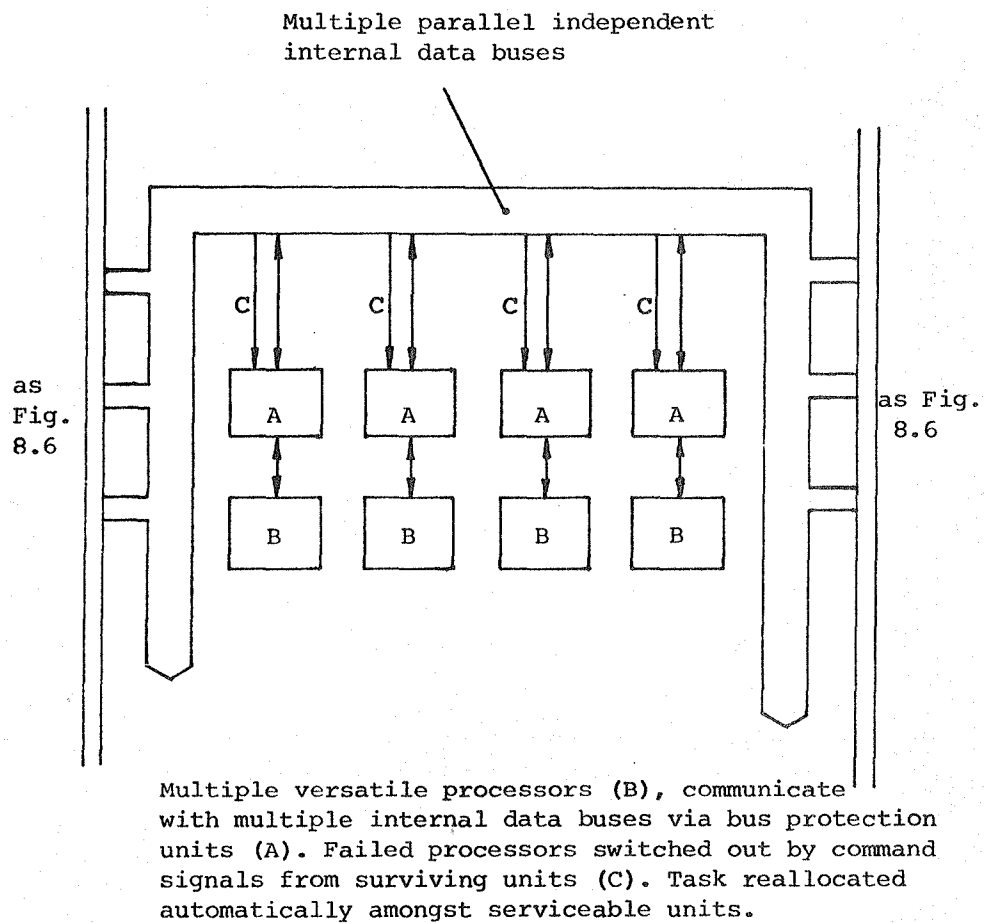 Multiple parallel independent
internal data buses
C C C C
as
Fig.
8.6
A A A A
as Fig.
8.6
B B B B
Multiple versatile processors (B), communicate
with multiple internal data buses via bus protection
units (A). Failed processors switched out by command
signals from surviving units (C). Task reallocated
automatically amongst serviceable units.